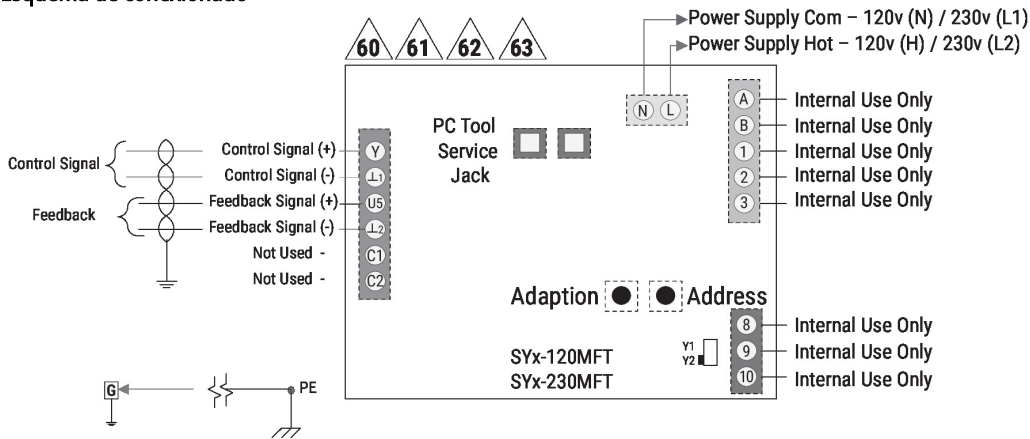 Esquema de conexionado
Power Supply Com – 120v (N) / 230v (L1)
Power Supply Hot – 120v (H) / 230v (L2)
60 61 62 63
N L
A Internal Use Only
B Internal Use Only
1 Internal Use Only
2 Internal Use Only
3 Internal Use Only
PC Tool
Service
Jack
Control Signal
Control Signal (+) Y
Control Signal (-) ⊥1
Feedback
Feedback Signal (+) U5
Feedback Signal (-) ⊥2
Not Used - C1
Not Used - C2
Adaption Address
SYx-120MFT
SYx-230MFT
Y1
Y2
8 Internal Use Only
9 Internal Use Only
10 Internal Use Only
G PE